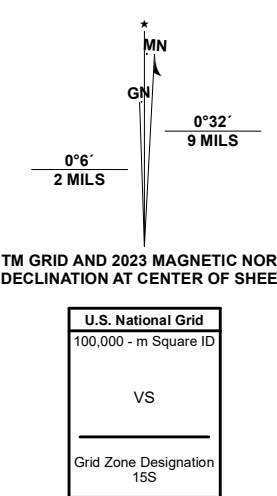 MN
GN
0°32´
9 MILS
0°6´
2 MILS
TM GRID AND 2023 MAGNETIC NOR
DECLINATION AT CENTER OF SHEE
U.S. National Grid
100,000 - m Square ID
VS
Grid Zone Designation
15S